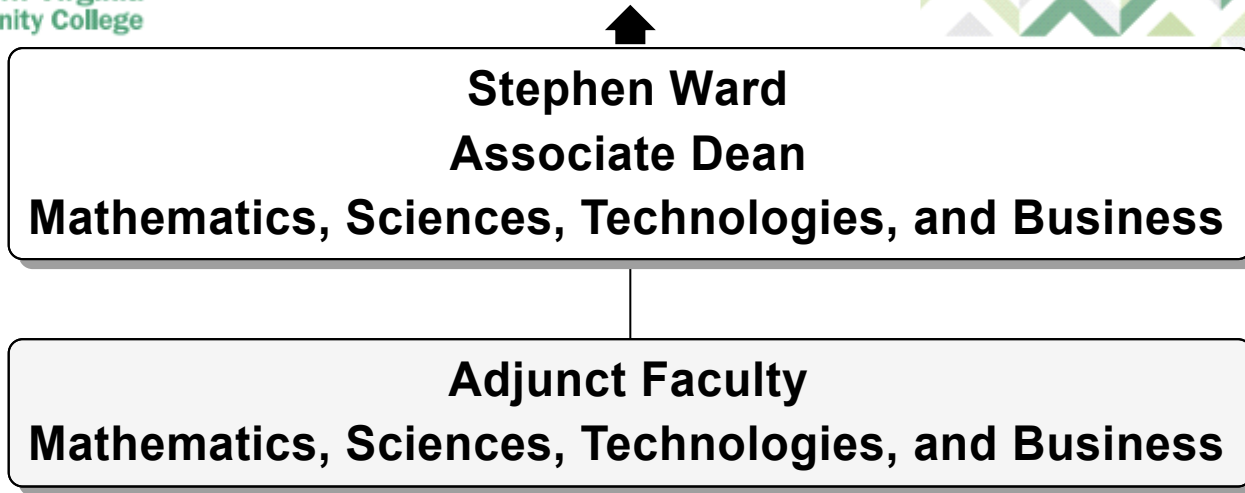 nity College
Stephen Ward
Associate Dean
Mathematics, Sciences, Technologies, and Business
Adjunct Faculty
Mathematics, Sciences, Technologies, and Business